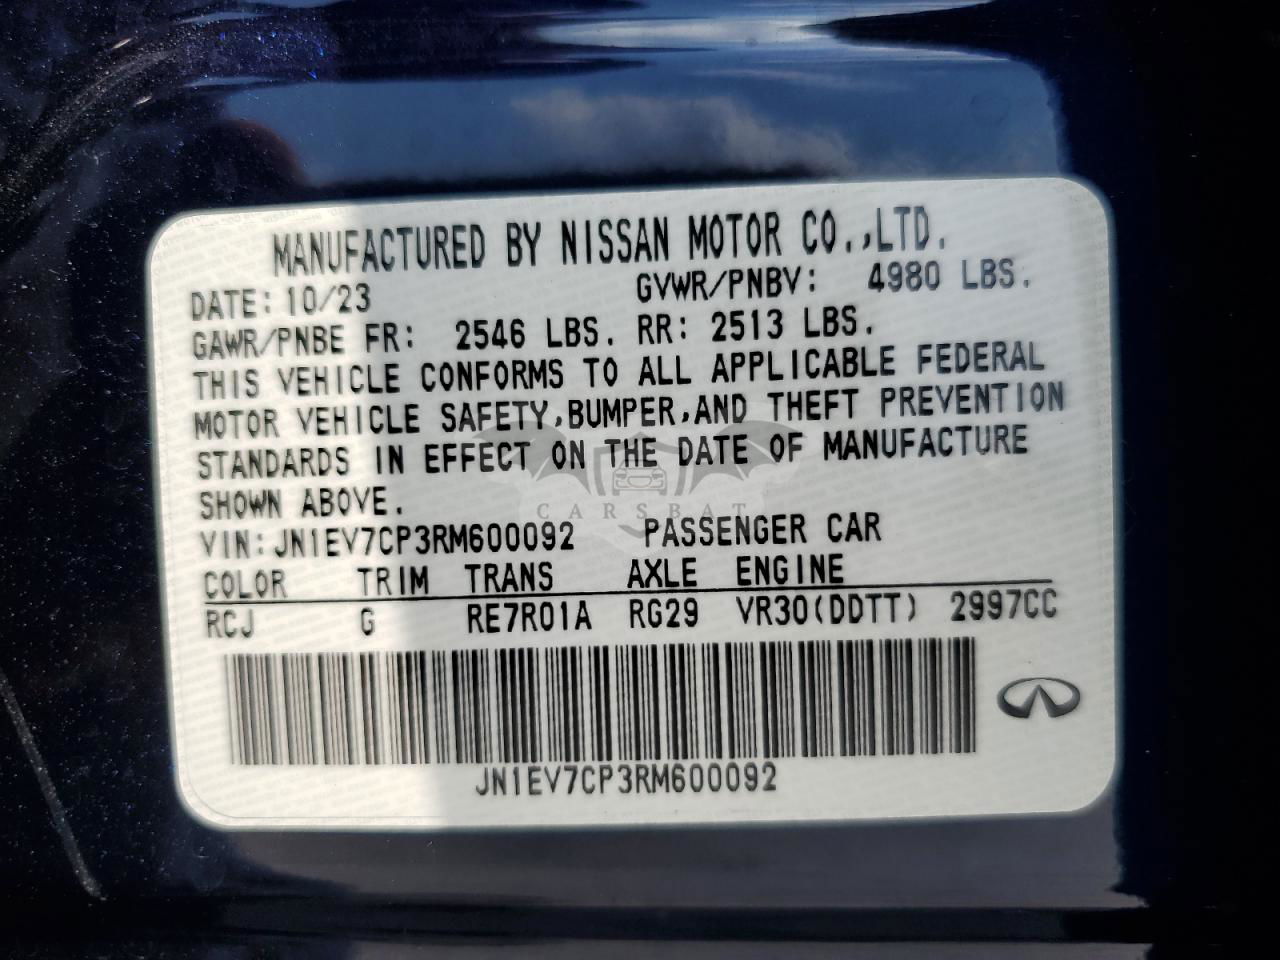 MANUFACTURED BY NISSAN MOTOR CO.,LTD.
DATE: 10/23 GVWR/PNBV: 4980 LBS.
GAWR/PNBE FR: 2546 LBS. RR: 2513 LBS.
THIS VEHICLE CONFORMS TO ALL APPLICABLE FEDERAL
MOTOR VEHICLE SAFETY,BUMPER,AND THEFT PREVENTION
STANDARDS IN EFFECT ON THE DATE OF MANUFACTURE
SHOWN ABOVE.
CARSBAT
VIN: JN1EV7CP3RM600092 PASSENGER CAR
COLOR TRIM TRANS AXLE ENGINE
RCJ G RE7R01A RG29 VR30(DDTT) 2997CC
JN1EV7CP3RM600092